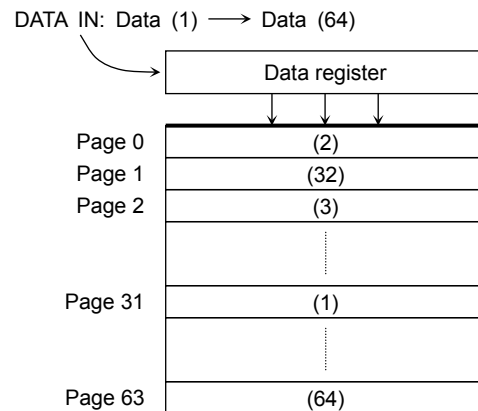 DATA IN: Data (1) ⟶ Data (64)
Data register
Page 0 (2)
Page 1 (32)
Page 2 (3)
Page 31 (1)
Page 63 (64)